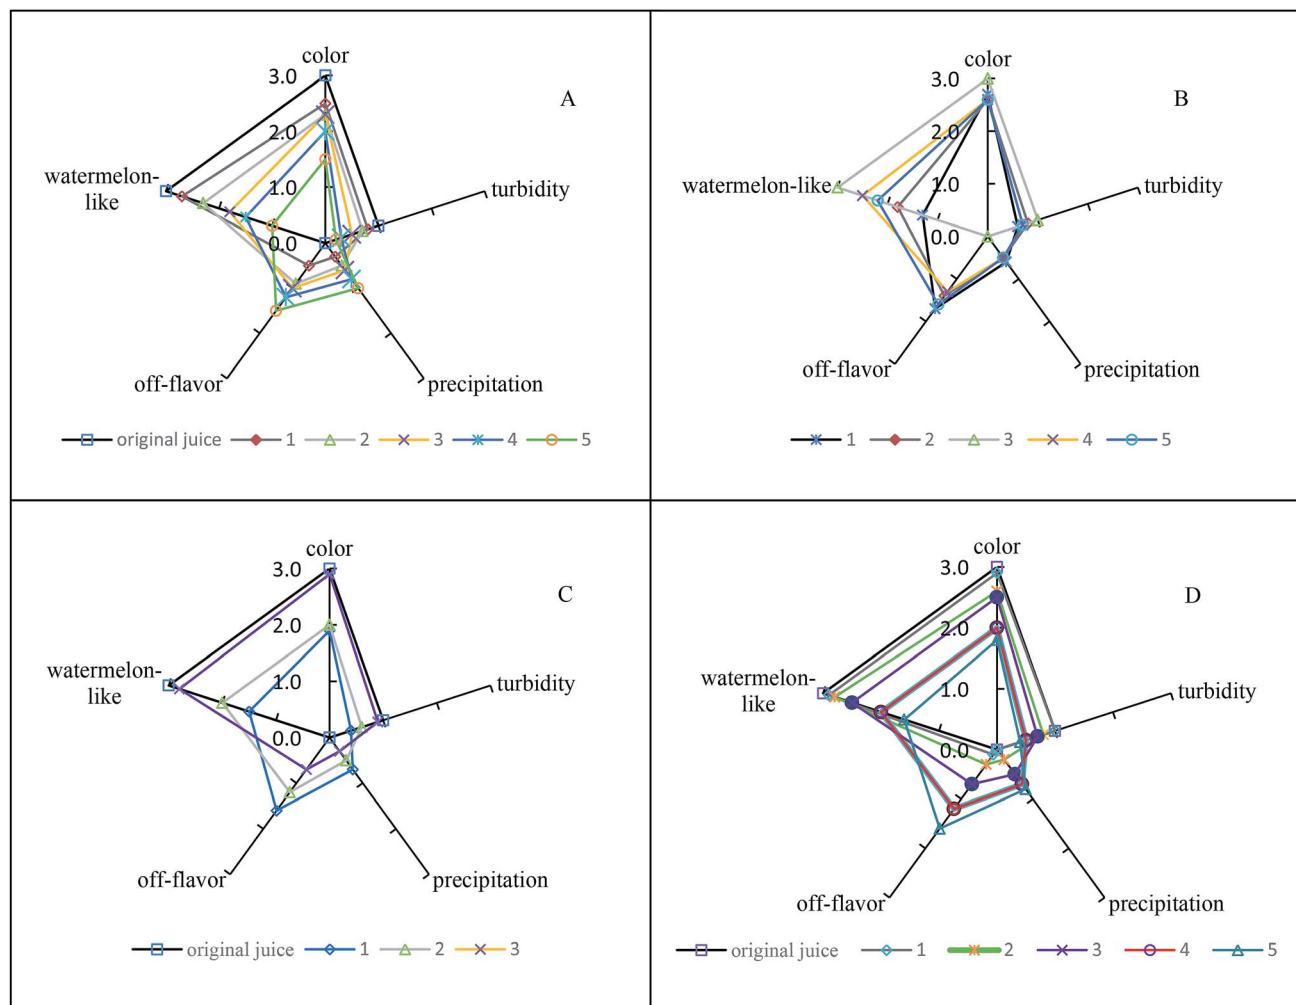 color
3.0
A
2.0
watermelon-
like
1.0
turbidity
0.0
off-flavor
precipitation
original juice 1 2 3 4 5
color
3.0
B
2.0
watermelon-like
1.0
turbidity
0.0
off-flavor
precipitation
1 2 3 4 5
color
3.0
C
2.0
watermelon-
like
1.0
turbidity
0.0
off-flavor
precipitation
original juice 1 2 3
color
3.0
D
2.0
watermelon-
like
1.0
turbidity
0.0
off-flavor
precipitation
original juice 1 2 3 4 5